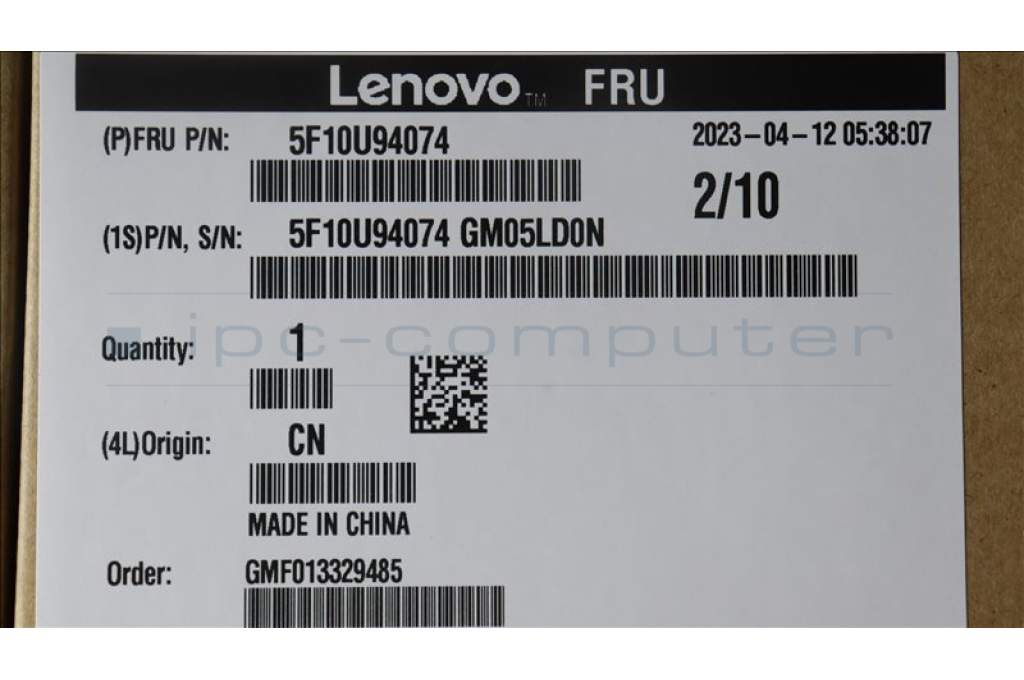 Lenovo™ FRU
(P)FRU P/N: 5F10U94074 2023-04-12 05:38:07
2/10
(1S)P/N, S/N: 5F10U94074 GM05LD0N
ipc-computer
Quantity: 1
(4L)Origin: CN
MADE IN CHINA
Order: GMF013329485